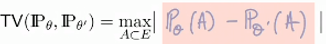 TV(ℙ_θ, ℙ_θ′) = max_{A⊂E} | ℙ_θ(A) − ℙ_θ′(A) |